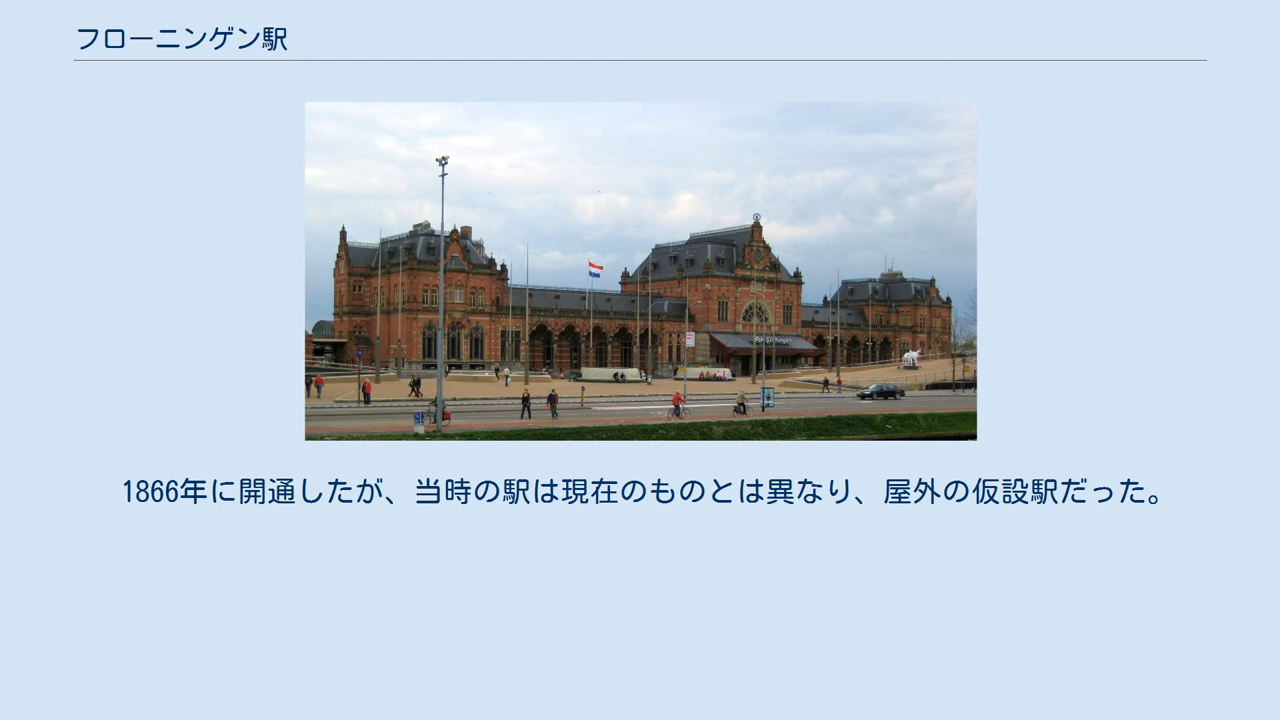 フローニンゲン駅
1866年に開通したが、当時の駅は現在のものとは異なり、屋外の仮設駅だった。